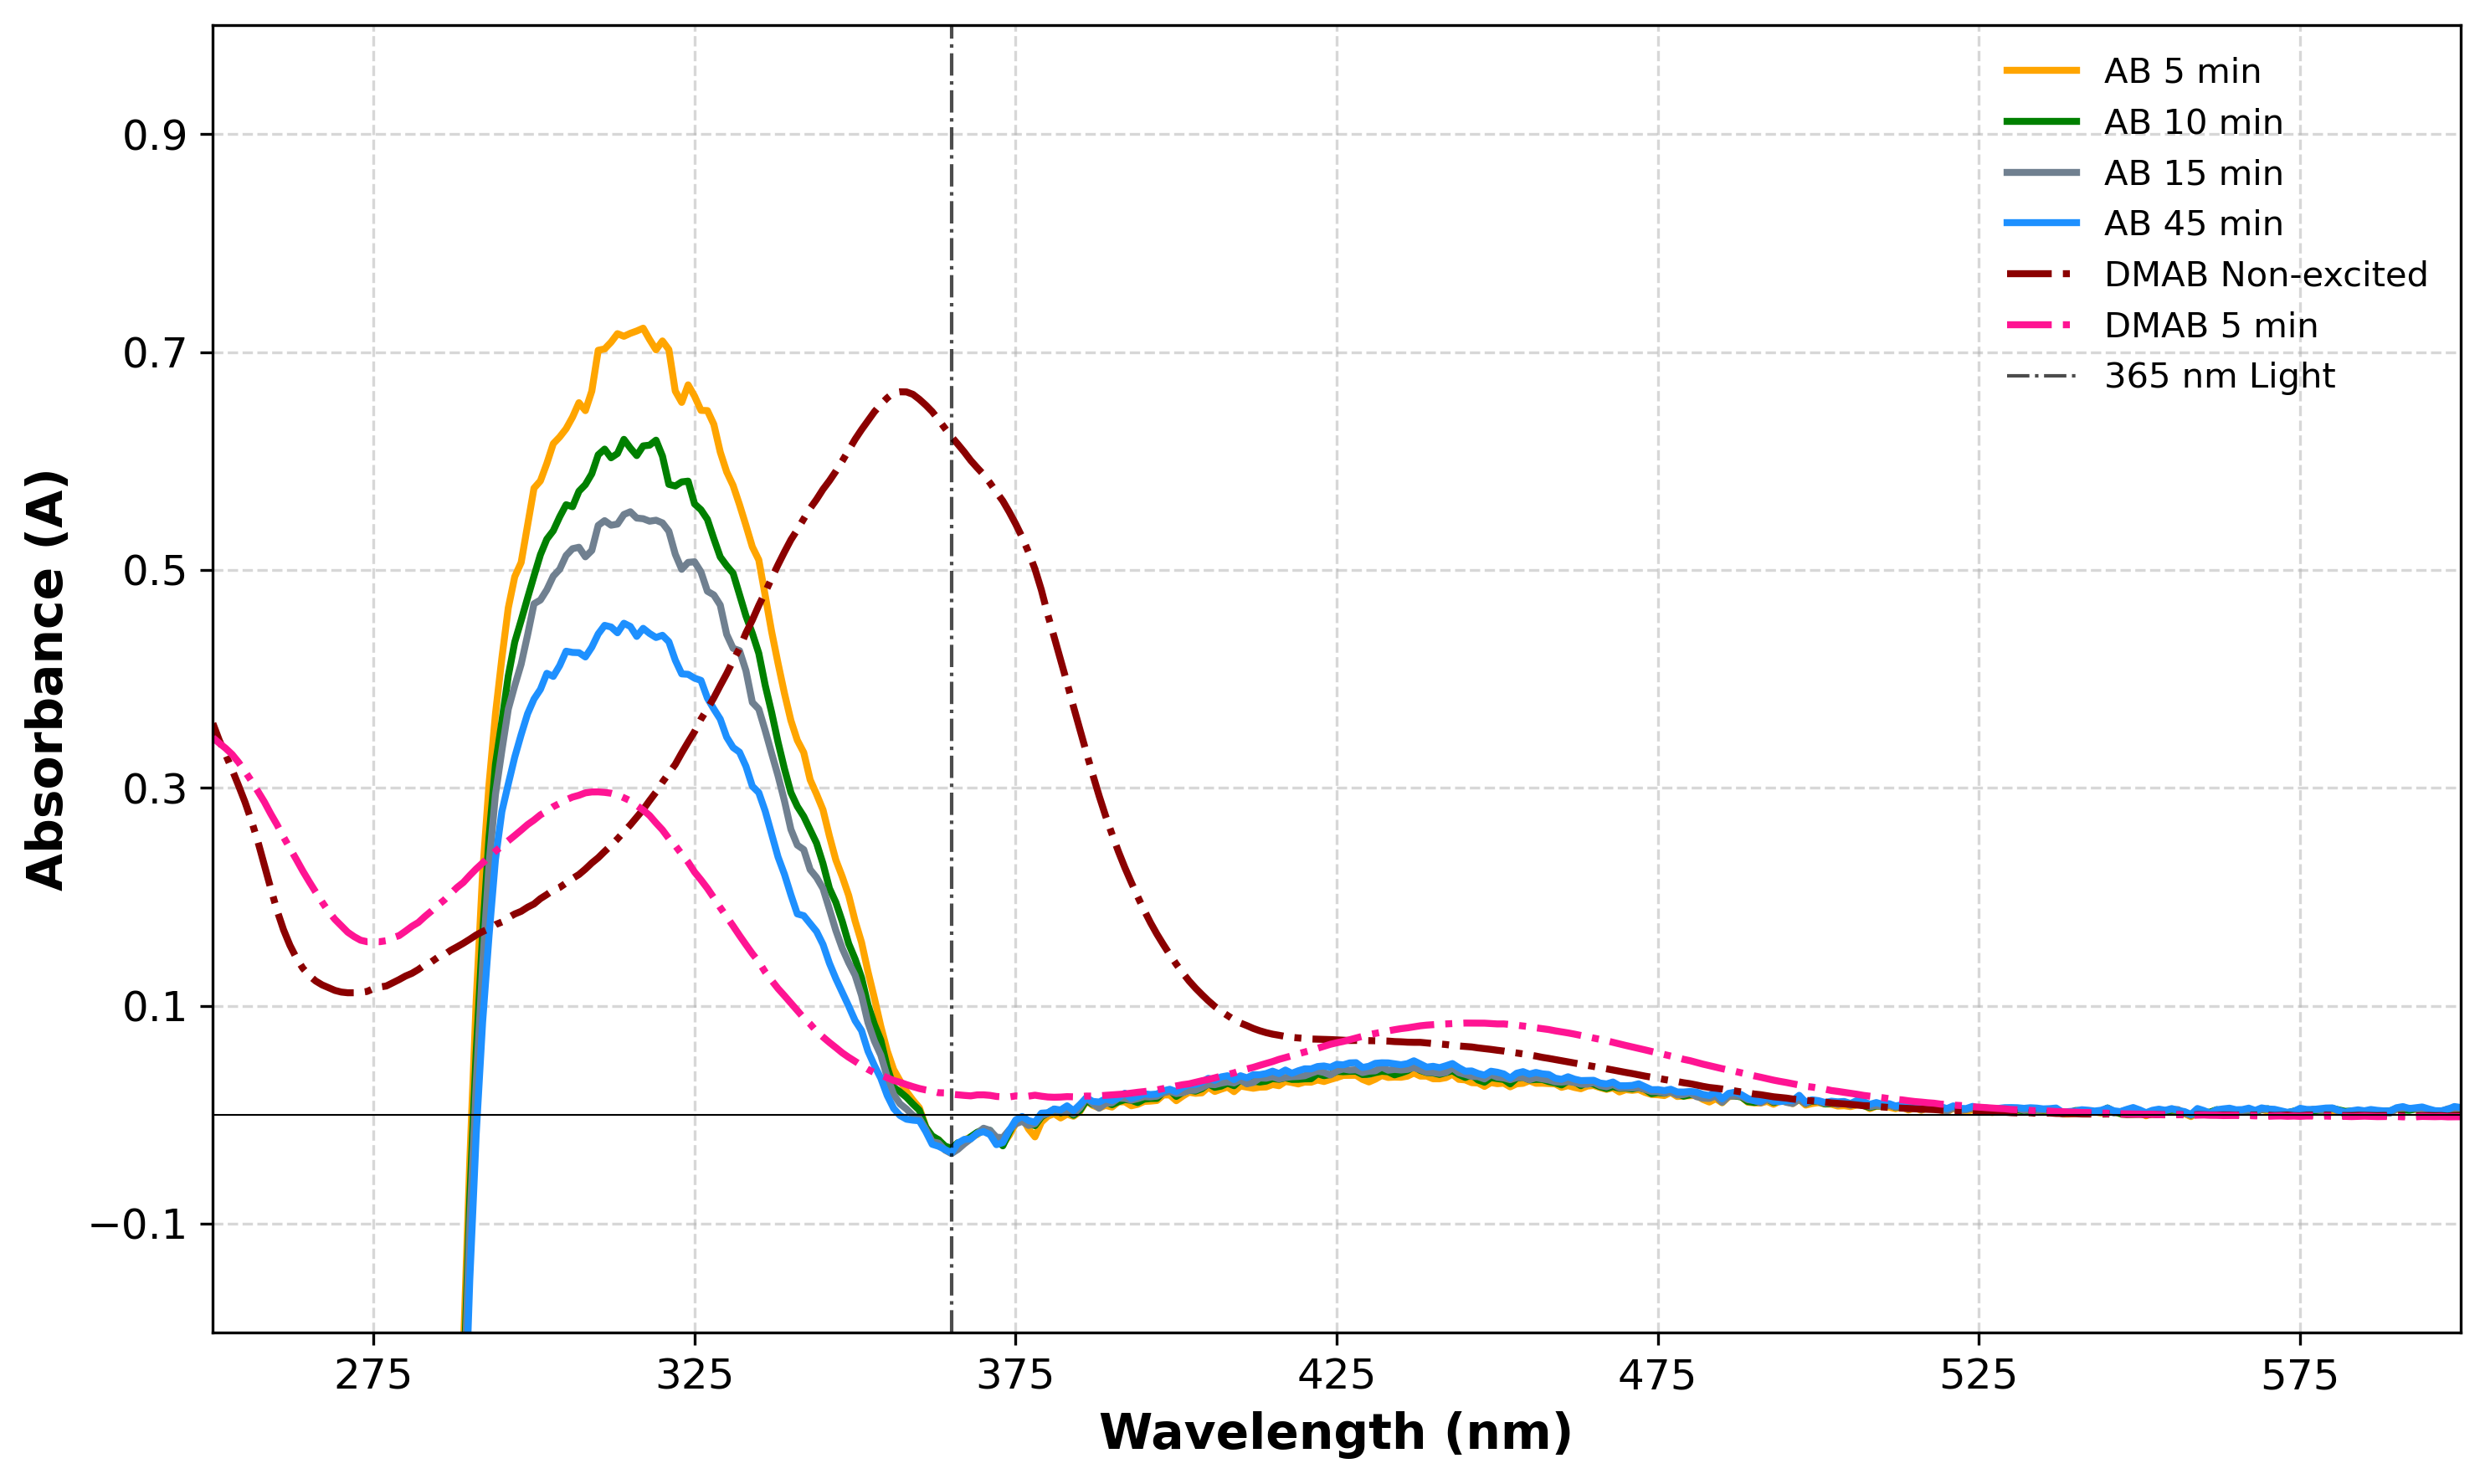 AB 5 min
AB 10 min
AB 15 min
AB 45 min
DMAB Non-excited
DMAB 5 min
365 nm Light
Absorbance (A)
0.9
0.7
0.5
0.3
0.1
−0.1
275 325 375 425 475 525 575
Wavelength (nm)